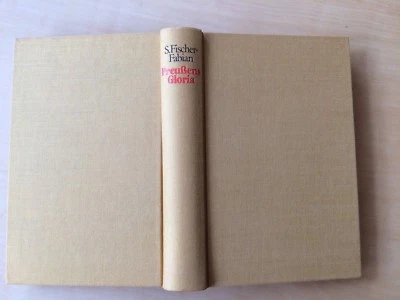 S. Fischer-
Fabian
Preußens
Gloria